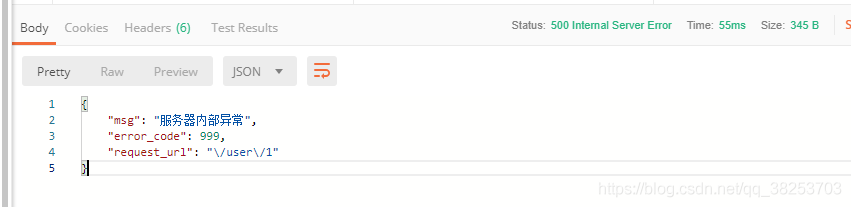 Body Cookies Headers (6) Test Results Status: 500 Internal Server Error Time: 55ms Size: 345 B S
Pretty Raw Preview JSON
1 {
2 "msg": "服务器内部异常",
3 "error_code": 999,
4 "request_url": "\/user\/1"
5 }
https://blog.csdn.net/qq_38253703